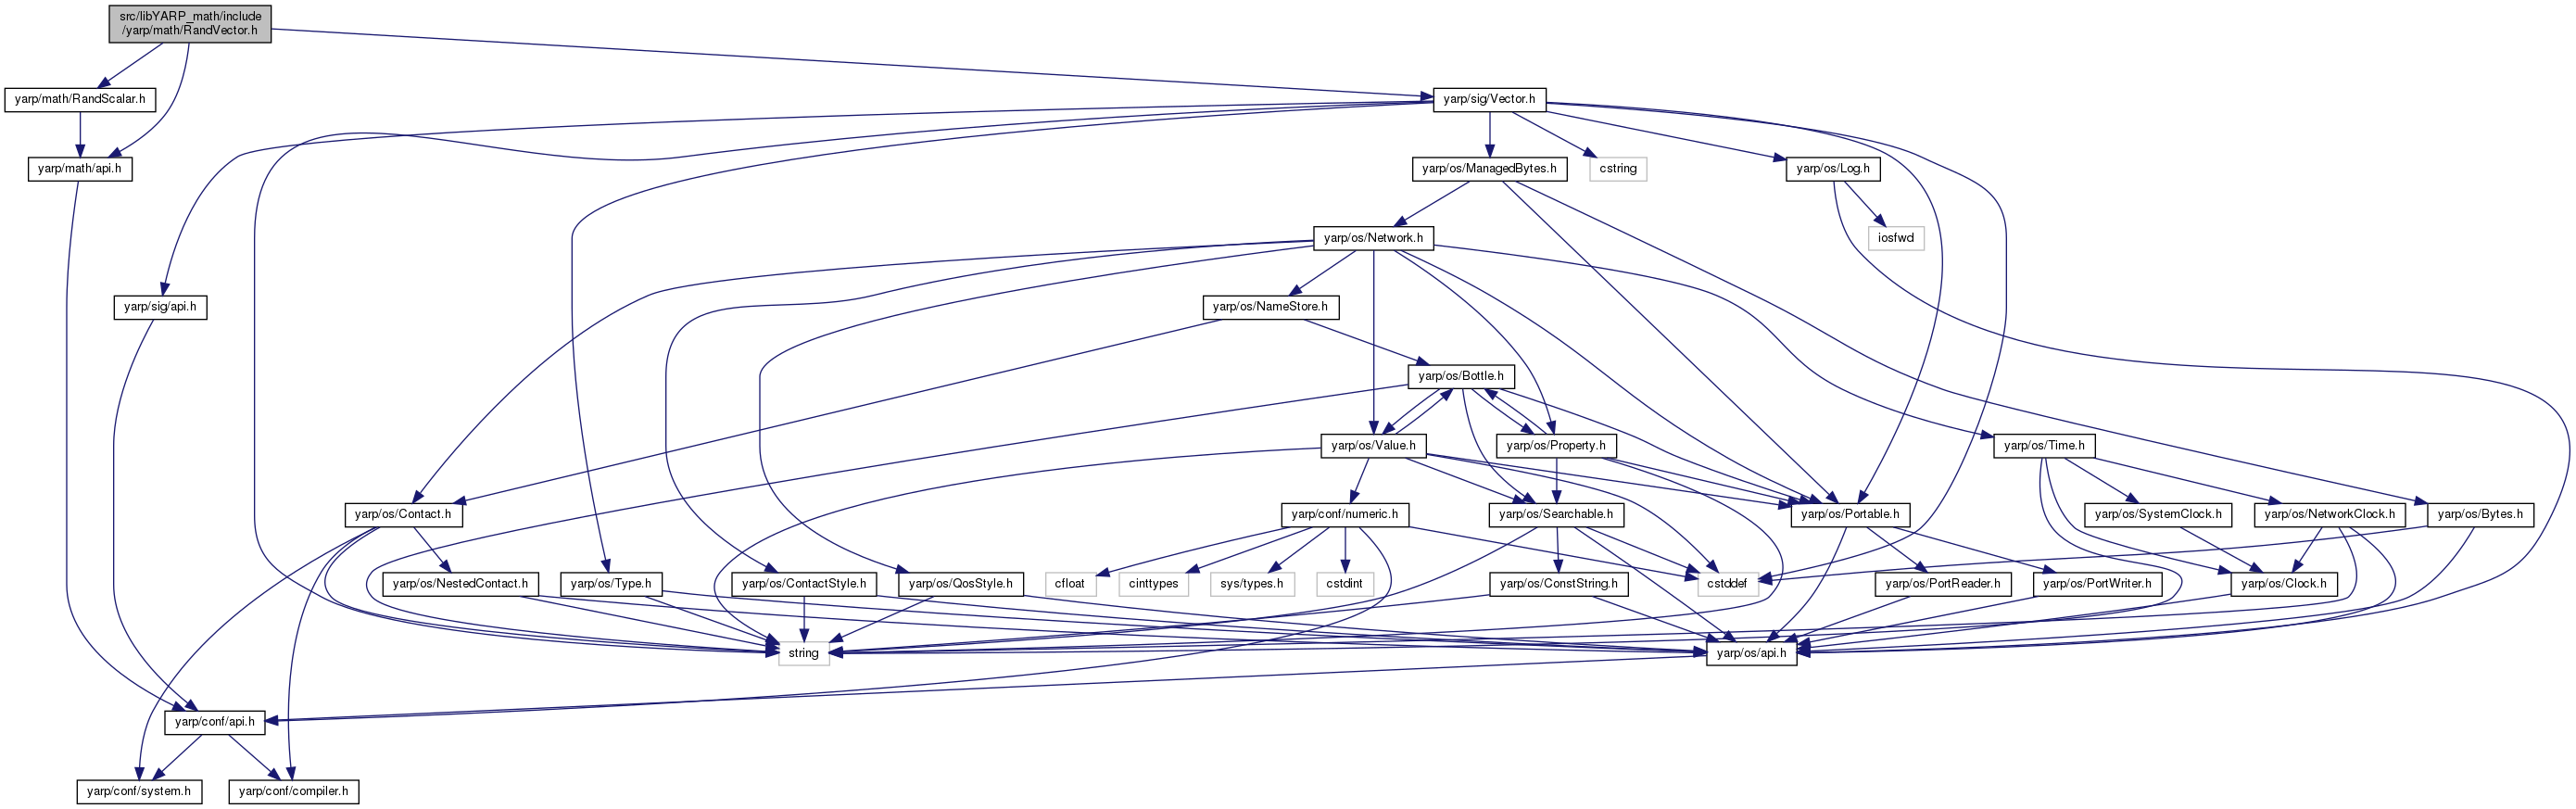 src/libYARP_math/include
/yarp/math/RandVector.h
yarp/math/RandScalar.h
yarp/sig/Vector.h
yarp/math/api.h
yarp/os/ManagedBytes.h
cstring
yarp/os/Log.h
yarp/os/Network.h
iosfwd
yarp/sig/api.h
yarp/os/NameStore.h
yarp/os/Bottle.h
yarp/os/Value.h
yarp/os/Property.h
yarp/os/Time.h
yarp/os/Contact.h
yarp/conf/numeric.h
yarp/os/Searchable.h
yarp/os/Portable.h
yarp/os/SystemClock.h
yarp/os/NetworkClock.h
yarp/os/Bytes.h
yarp/os/NestedContact.h
yarp/os/Type.h
yarp/os/ContactStyle.h
yarp/os/QosStyle.h
cfloat
cinttypes
sys/types.h
cstdint
yarp/os/ConstString.h
cstddef
yarp/os/PortReader.h
yarp/os/PortWriter.h
yarp/os/Clock.h
string
yarp/os/api.h
yarp/conf/api.h
yarp/conf/system.h
yarp/conf/compiler.h